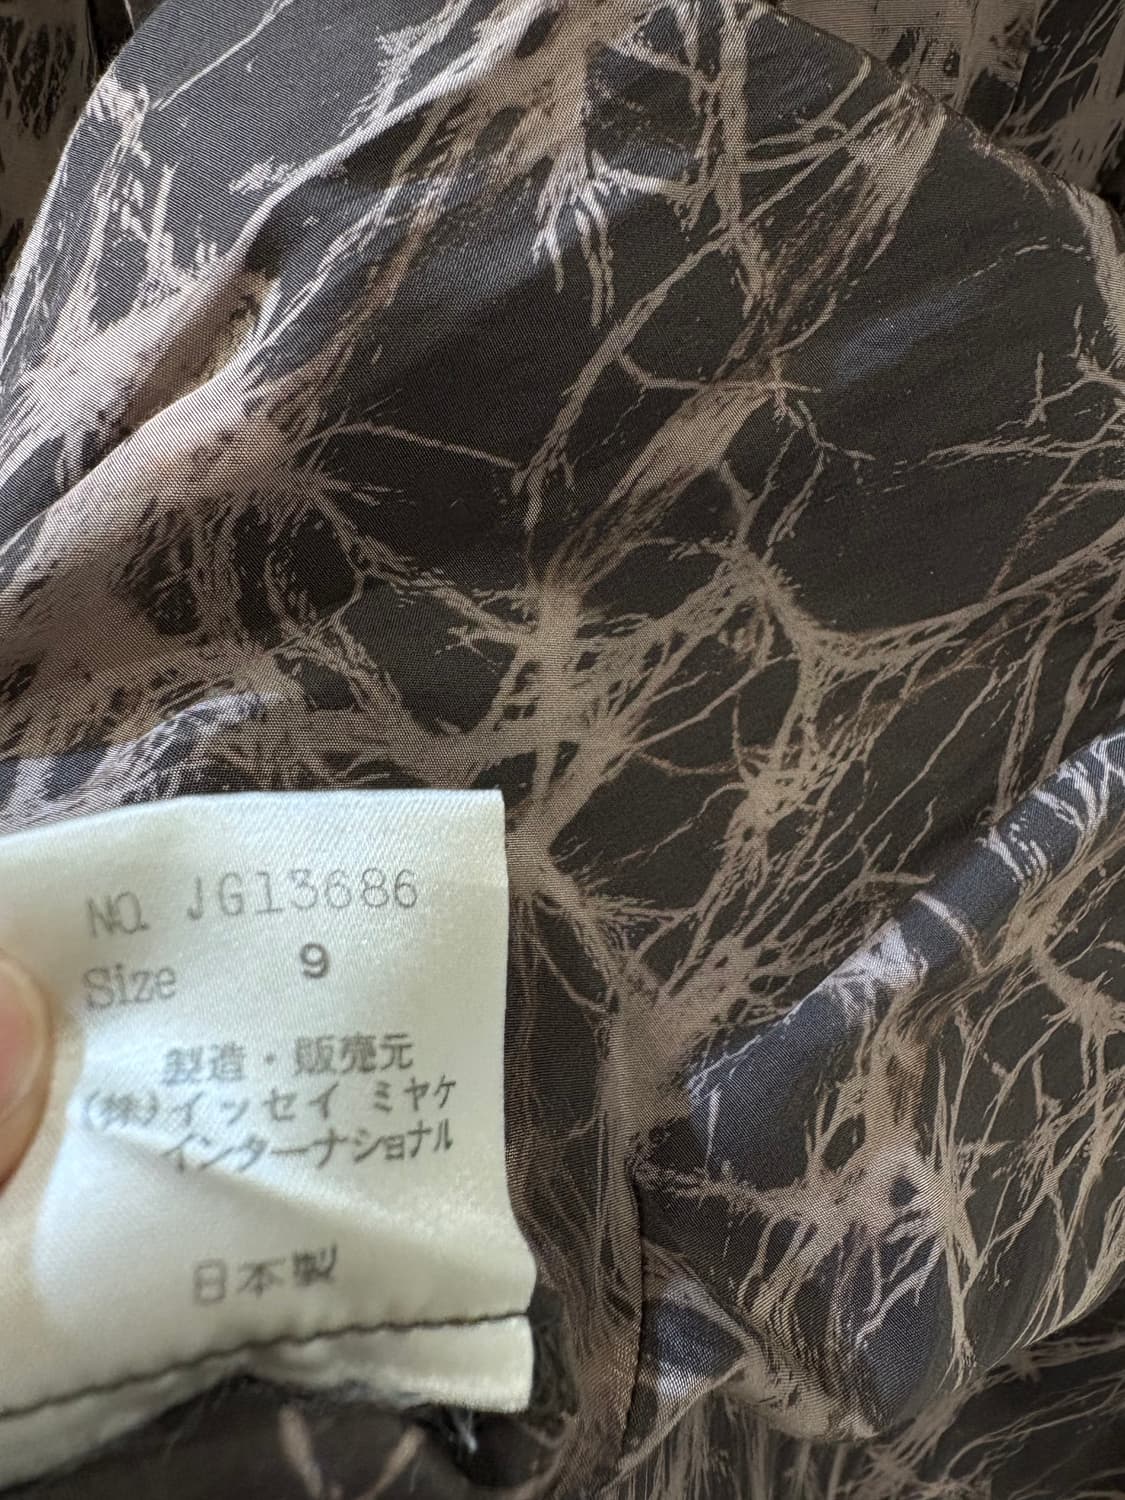 NO. JG13686
Size 9
製造・販売元
(株)イッセイ ミヤケ
インターナショナル
日本製